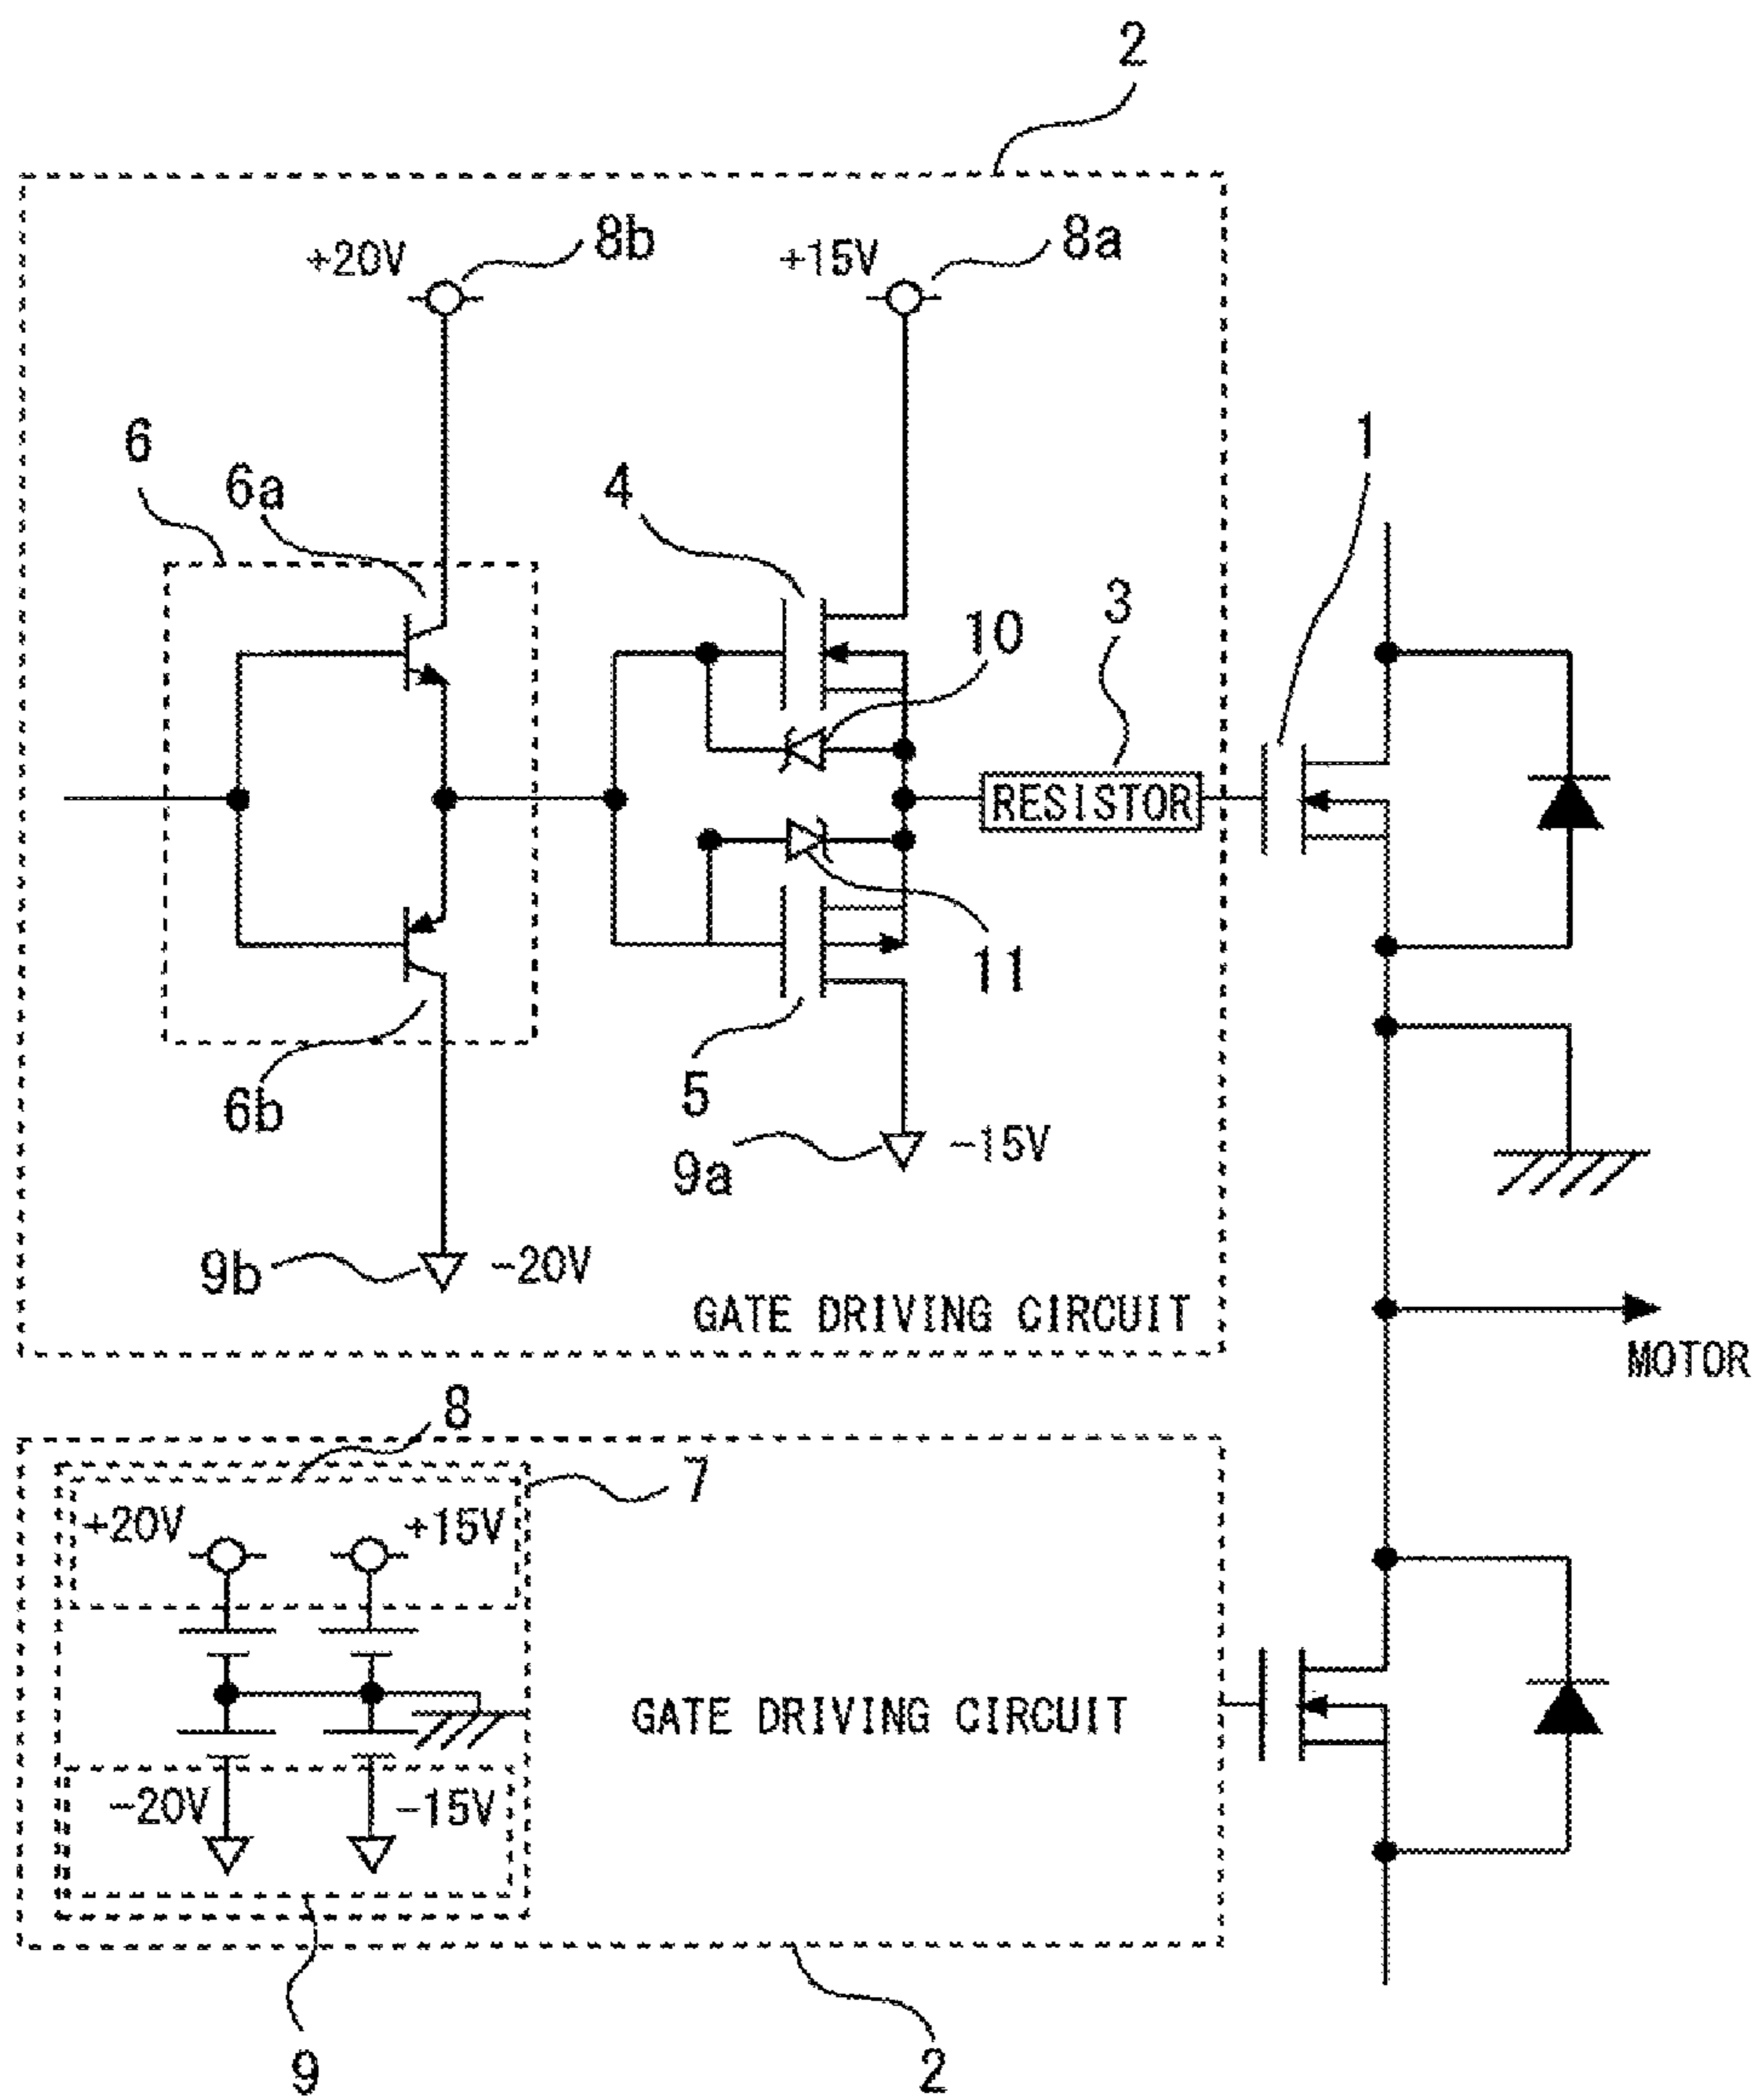 2
+20V 8b +15V 8a
6 6a 4 10 3 1
RESISTOR
11
6b 5
9a -15V
9b -20V
GATE DRIVING CIRCUIT
MOTOR
8
7
+20V +15V
GATE DRIVING CIRCUIT
-20V -15V
9 2